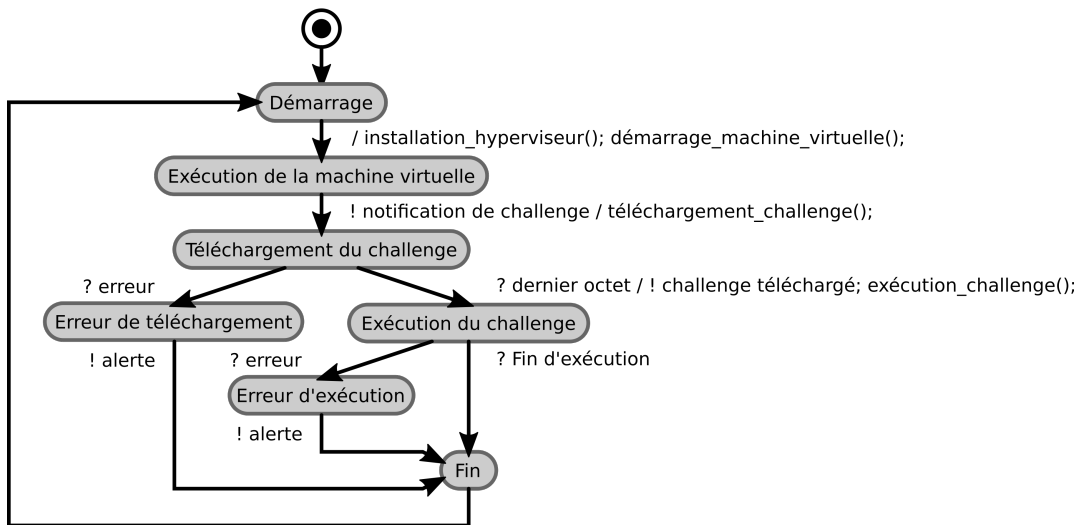 Démarrage
/ installation_hyperviseur(); démarrage_machine_virtuelle();
Exécution de la machine virtuelle
! notification de challenge / téléchargement_challenge();
Téléchargement du challenge
? erreur
? dernier octet / ! challenge téléchargé; exécution_challenge();
Erreur de téléchargement
Exécution du challenge
! alerte
? erreur
? Fin d'exécution
Erreur d'exécution
! alerte
Fin